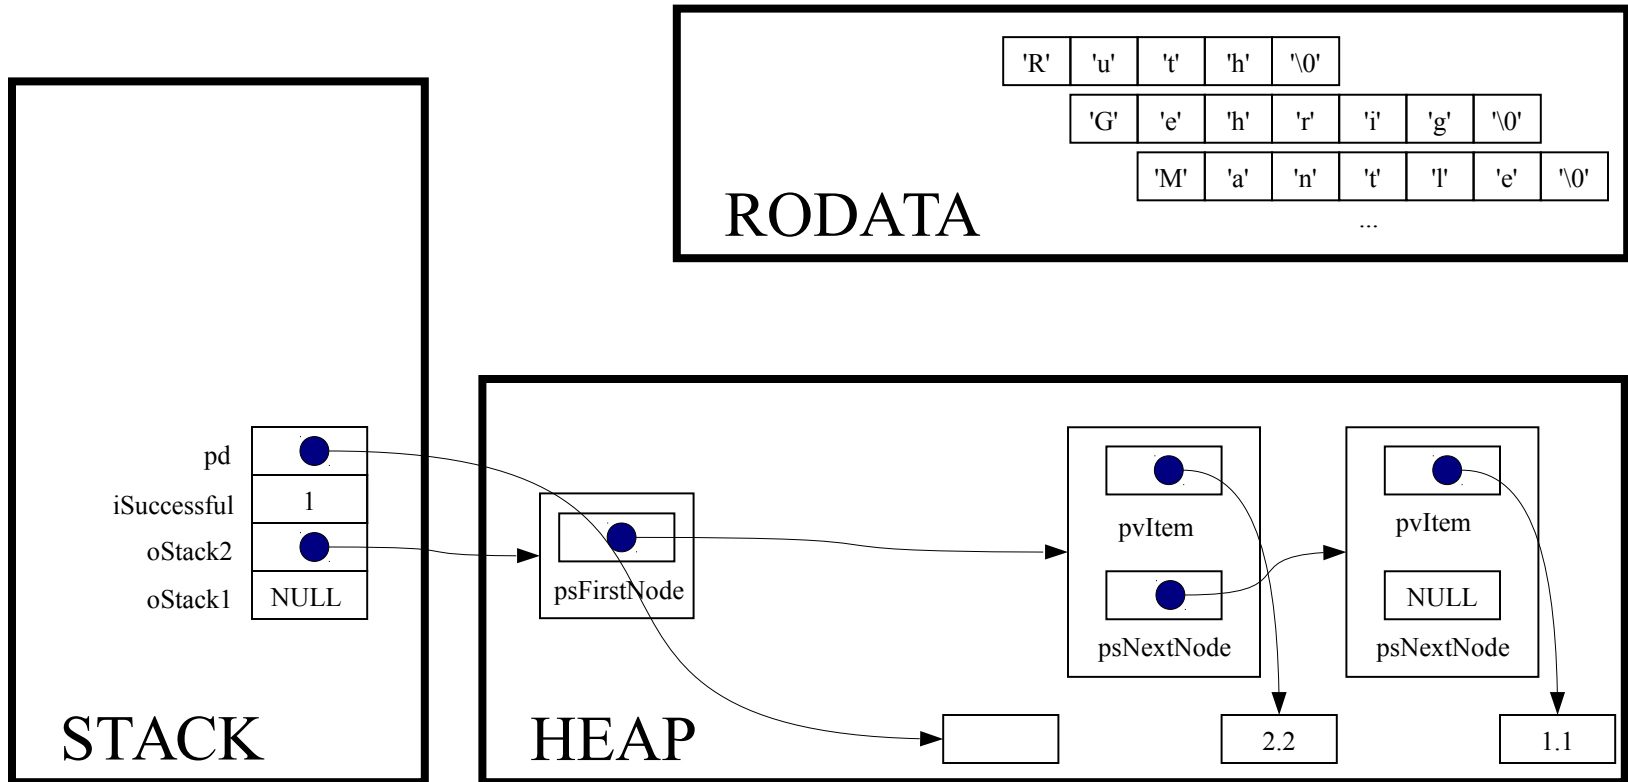 'R' 'u' 't' 'h' '\0'
'G' 'e' 'h' 'r' 'i' 'g' '\0'
'M' 'a' 'n' 't' 'l' 'e' '\0'
...
RODATA
pd
iSuccessful 1
oStack2
oStack1 NULL
STACK
psFirstNode
pvItem
psNextNode
pvItem
NULL
psNextNode
HEAP
2.2
1.1